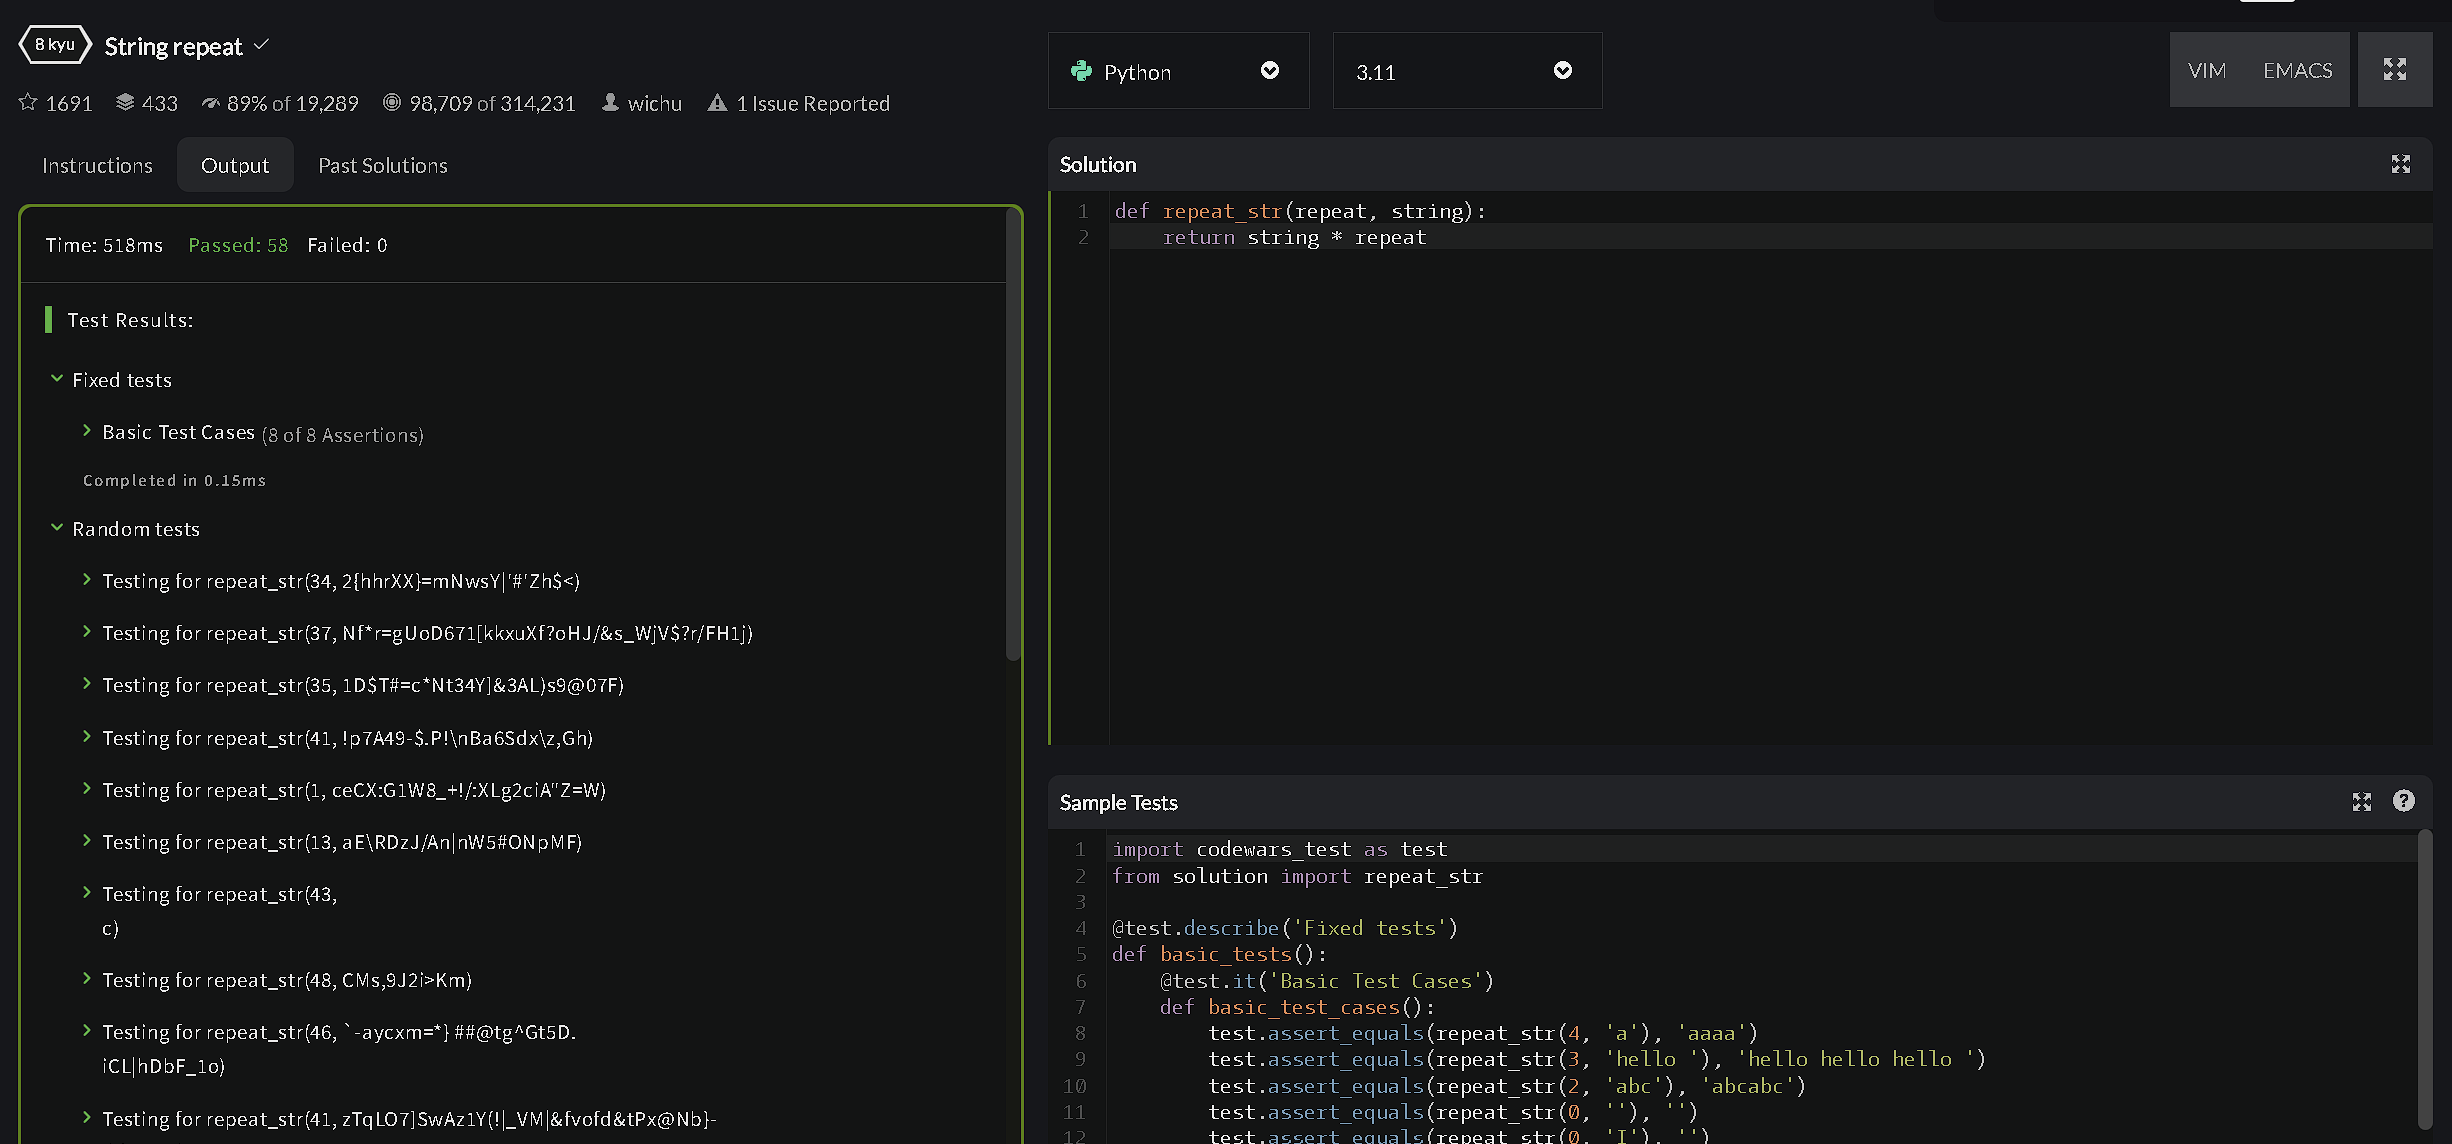 8 kyu String repeat
1691 433 89% of 19,289 98,709 of 314,231 wichu 1 Issue Reported
Instructions Output Past Solutions
Time: 518ms Passed: 58 Failed: 0
Test Results:
Fixed tests
Basic Test Cases (8 of 8 Assertions)
Completed in 0.15ms
Random tests
Testing for repeat_str(34, 2{hhrXX}=mNwsY|'#'Zh$<)
Testing for repeat_str(37, Nf*r=gUoD671[kkxuXf?oHJ/&s_WjV$?r/FH1j)
Testing for repeat_str(35, 1D$T#=c*Nt34Y]&3AL)s9@07F)
Testing for repeat_str(41, !p7A49-$.P!\nBa6Sdx\z,Gh)
Testing for repeat_str(1, ceCX:G1W8_+!/:XLg2ciA"Z=W)
Testing for repeat_str(13, aE\RDzJ/An|nW5#ONpMF)
Testing for repeat_str(43,
c)
Testing for repeat_str(48, CMs,9J2i>Km)
Testing for repeat_str(46, `-aycxm=*} ##@tg^Gt5D.
iCL|hDbF_1o)
Testing for repeat_str(41, zTqLO7]SwAz1Y(!|_VM|&fvofd&tPx@Nb}-
Python 3.11 VIM EMACS
Solution
1 def repeat_str(repeat, string):
2 return string * repeat
Sample Tests
1 import codewars_test as test
2 from solution import repeat_str
3
4 @test.describe('Fixed tests')
5 def basic_tests():
6 @test.it('Basic Test Cases')
7 def basic_test_cases():
8 test.assert_equals(repeat_str(4, 'a'), 'aaaa')
9 test.assert_equals(repeat_str(3, 'hello '), 'hello hello hello ')
10 test.assert_equals(repeat_str(2, 'abc'), 'abcabc')
11 test.assert_equals(repeat_str(0, ''), '')
12 test.assert_equals(repeat_str(0, 'I'), '')